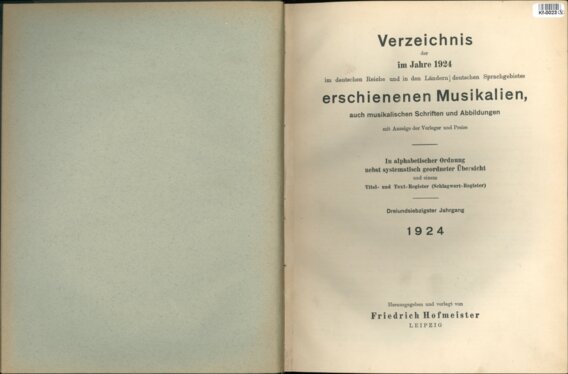 Kf-0023
Verzeichnis
der
im Jahre 1924
im deutschen Reiche und in den Ländern deutschen Sprachgebietes
erschienenen Musikalien,
auch musikalischen Schriften und Abbildungen
mit Anzeige der Verleger und Preise
In alphabetischer Ordnung
nebst systematisch geordneter Übersicht
und einem
Titel- und Text-Register (Schlagwort-Register)
Dreiundsiebzigster Jahrgang
1924
Herausgegeben und verlegt von
Friedrich Hofmeister
LEIPZIG